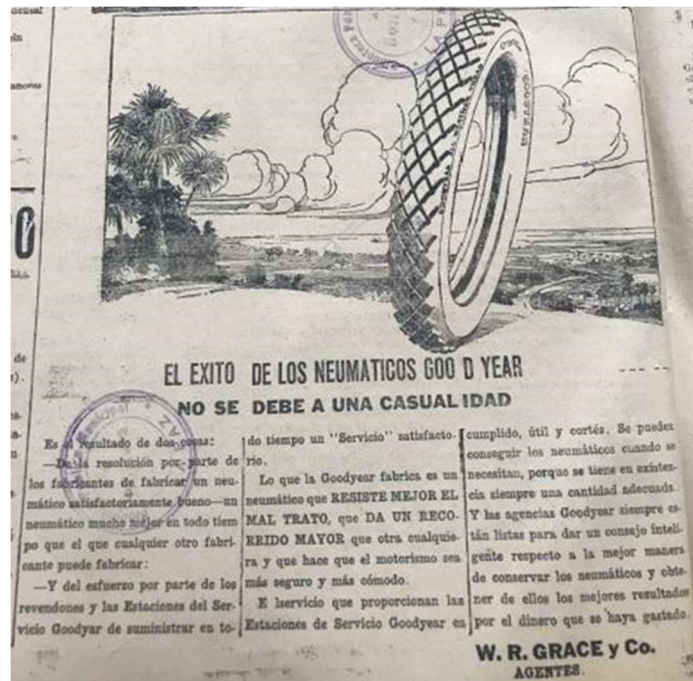 LA PAZ
GOODYEAR
EL EXITO DE LOS NEUMATICOS GOO D YEAR
NO SE DEBE A UNA CASUALIDAD
Es el resultado de dos cosas:
—De la resolución por parte de
los fabricantes de fabricar un neu-
mático satisfactoriamente bueno—un
neumático mucho mejor en todo tiem
po que el que cualquier otro fabri-
cante puede fabricar:
—Y del esfuerzo por parte de los
revendones y las Estaciones del Ser-
vicio Goodyar de suministrar en to-
do tiempo un "Servicio" satisfacto-
rio.
Lo que la Goodyear fabrica es un
neumático que RESISTE MEJOR EL
MAL TRATO, que DA UN RECO-
RRIDO MAYOR que otra cualquie-
ra y que hace que el motorismo sea
más seguro y más cómodo.
E lservicio que proporcionan las
Estaciones de Servicio Goodyear es
cumplido, útil y cortés. Se puedez
conseguir los neumáticos cuando se
necesitan, porque se tiene en existen-
cia siempre una cantidad adecuada.
Y las agencias Goodyear siempre es-
tán listas para dar un consejo inteli-
gente respecto a la mejor manera
de conservar los neumáticos y obte-
ner de ellos los mejores resultados
por el dinero que se haya gastado
W. R. GRACE y Co.
AGENTES.